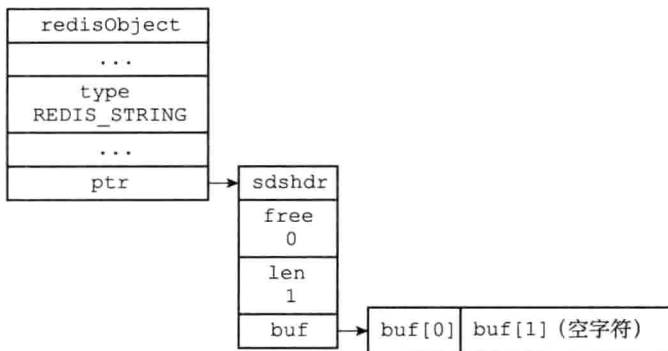 redisObject
...
type
REDIS_STRING
...
ptr
sdshdr
free
0
len
1
buf
buf[0]
buf[1] (空字符)